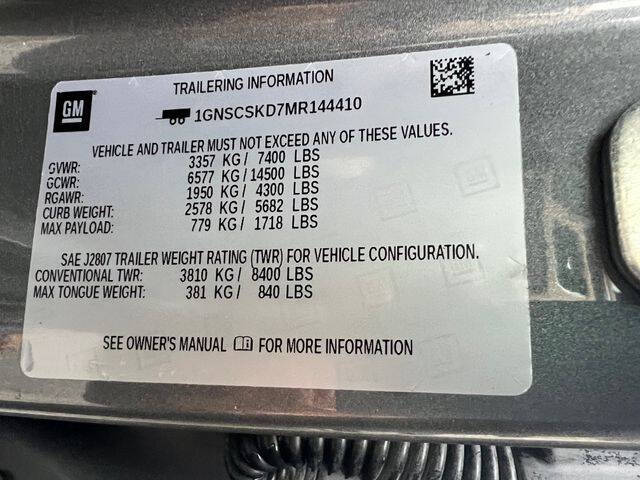 GM
TRAILERING INFORMATION
1GNSCSKD7MR144410
VEHICLE AND TRAILER MUST NOT EXCEED ANY OF THESE VALUES.
GVWR: 3357 KG/ 7400 LBS
GCWR: 6577 KG/14500 LBS
RGAWR: 1950 KG/ 4300 LBS
CURB WEIGHT: 2578 KG/ 5682 LBS
MAX PAYLOAD: 779 KG/ 1718 LBS
SAE J2807 TRAILER WEIGHT RATING (TWR) FOR VEHICLE CONFIGURATION.
CONVENTIONAL TWR: 3810 KG/ 8400 LBS
MAX TONGUE WEIGHT: 381 KG/ 840 LBS
SEE OWNER'S MANUAL FOR MORE INFORMATION